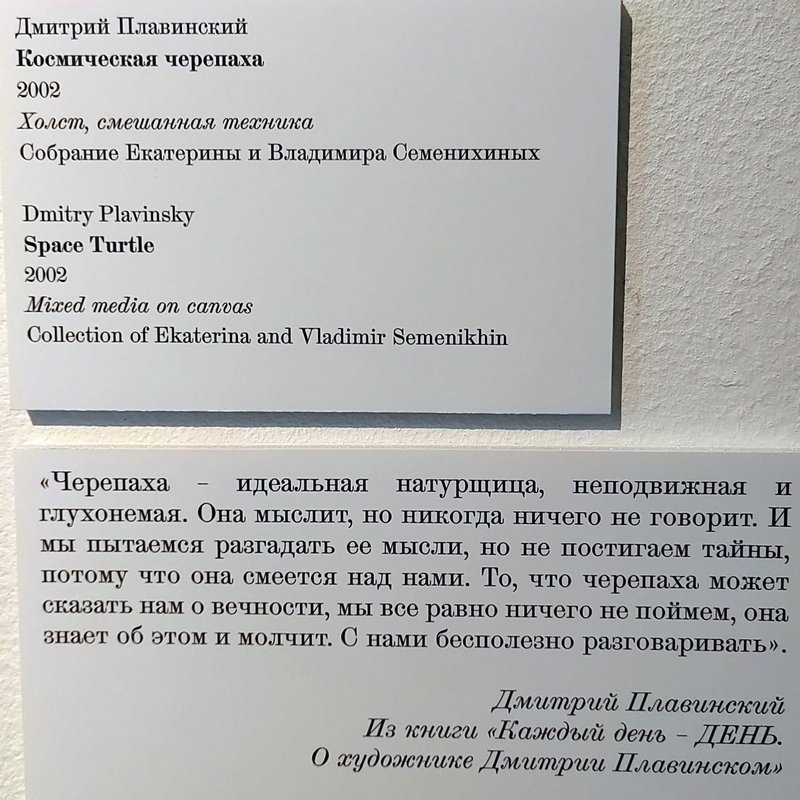 Дмитрий Плавинский
Космическая черепаха
2002
Холст, смешанная техника
Собрание Екатерины и Владимира Семенихиных
Dmitry Plavinsky
Space Turtle
2002
Mixed media on canvas
Collection of Ekaterina and Vladimir Semenikhin
«Черепаха – идеальная натурщица, неподвижная и
глухонемая. Она мыслит, но никогда ничего не говорит. И
мы пытаемся разгадать ее мысли, но не постигаем тайны,
потому что она смеется над нами. То, что черепаха может
сказать нам о вечности, мы все равно ничего не поймем, она
знает об этом и молчит. С нами бесполезно разговаривать».
Дмитрий Плавинский
Из книги «Каждый день – ДЕНЬ.
О художнике Дмитрии Плавинском»